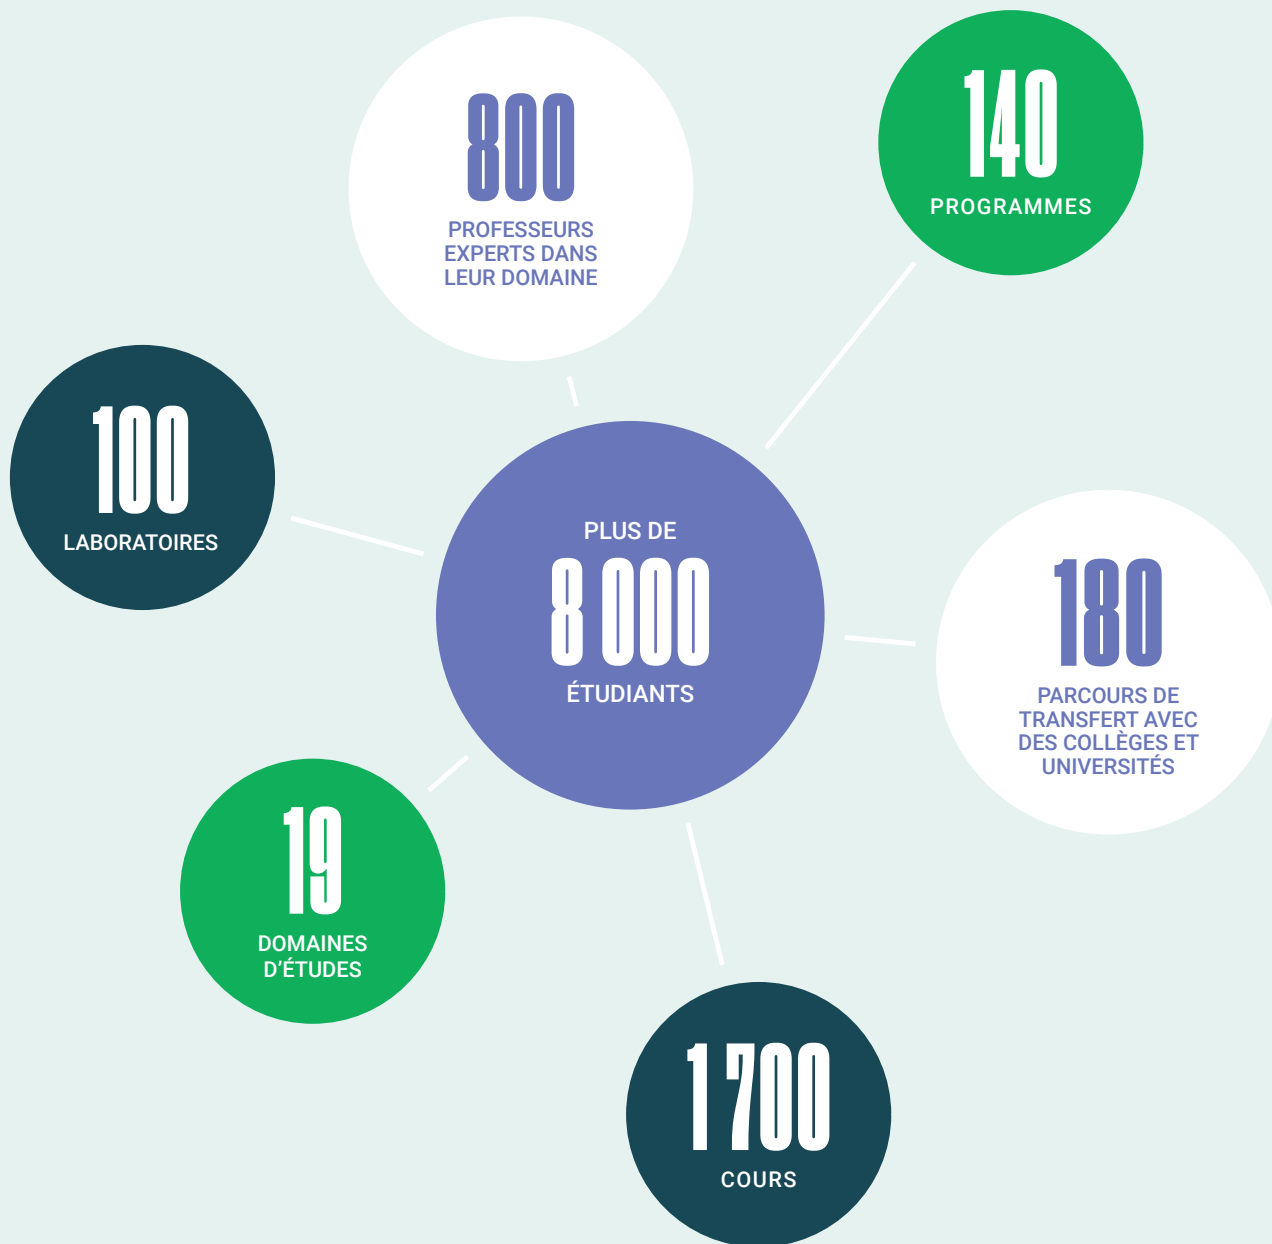 800
PROFESSEURS
EXPERTS DANS
LEUR DOMAINE
140
PROGRAMMES
100
LABORATOIRES
PLUS DE
8 000
ÉTUDIANTS
180
PARCOURS DE
TRANSFERT AVEC
DES COLLÈGES ET
UNIVERSITÉS
19
DOMAINES
D’ÉTUDES
1 700
COURS